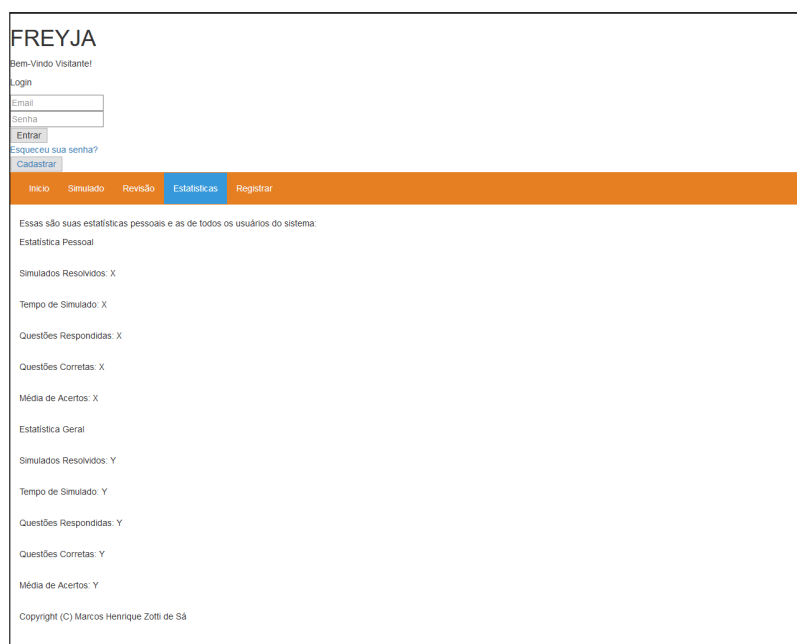 FREYJA
Bem-Vindo Visitante!
Login
Email
Senha
Entrar
Esqueceu sua senha?
Cadastrar
Inicio Simulado Revisão Estatisticas Registrar
Essas são suas estatísticas pessoais e as de todos os usuários do sistema:
Estatística Pessoal
Simulados Resolvidos: X
Tempo de Simulado: X
Questões Respondidas: X
Questões Corretas: X
Média de Acertos: X
Estatística Geral
Simulados Resolvidos: Y
Tempo de Simulado: Y
Questões Respondidas: Y
Questões Corretas: Y
Média de Acertos: Y
Copyright (C) Marcos Henrique Zotti de Sá